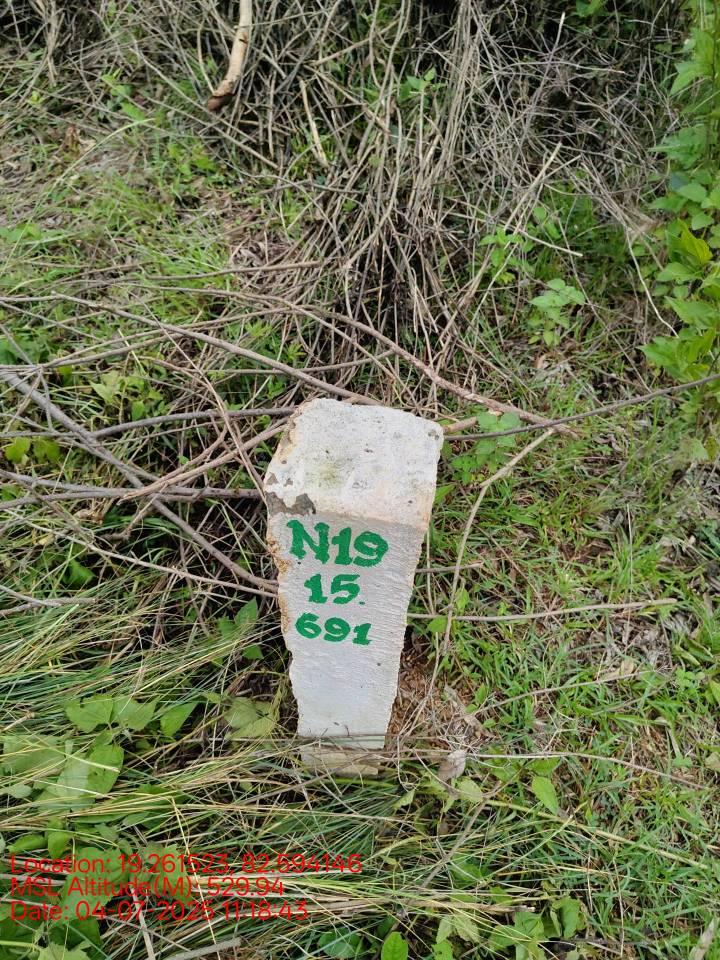 N19
15.
691
Location: 19.261523, 82.594146
MSL Altitude(M): 529.94
Date: 04-07-2025 11:18:43